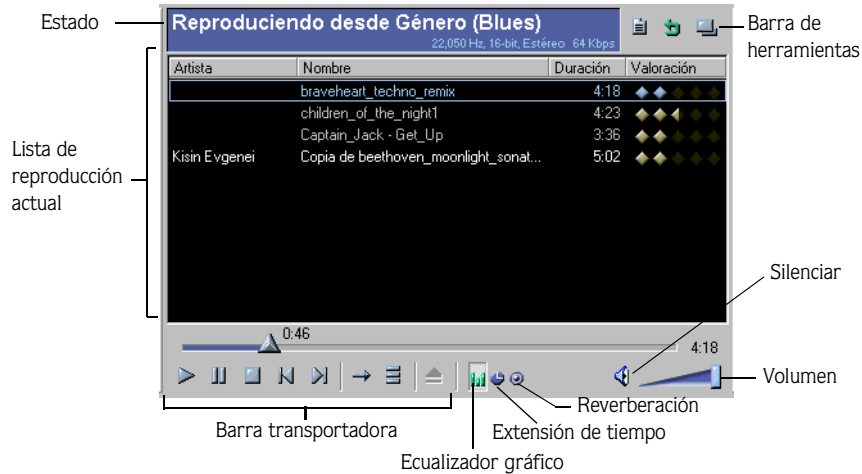 Estado
Reproduciendo desde Género (Blues)
22,050 Hz, 16-bit, Estéreo 64 Kbps
Barra de
herramientas
Artista Nombre Duración Valoración
braveheart_techno_remix 4:18
children_of_the_night1 4:23
Captain_Jack - Get_Up 3:36
Kisin Evgenei Copia de beethoven_moonlight_sonat... 5:02
Lista de
reproducción
actual
Silenciar
0:46
4:18
Volumen
Reverberación
Barra transportadora
Extensión de tiempo
Ecualizador gráfico